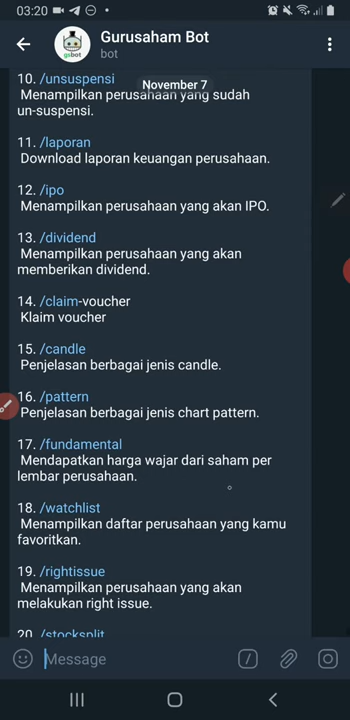 03:20
Gurusaham Bot
gsbot
bot
10. /unsuspensi
November 7
Menampilkan perusahaan yang sudah
un-suspensi.
11. /laporan
Download laporan keuangan perusahaan.
12. /ipo
Menampilkan perusahaan yang akan IPO.
13. /dividend
Menampilkan perusahaan yang akan
memberikan dividend.
14. /claim-voucher
Klaim voucher
15. /candle
Penjelasan berbagai jenis candle.
16. /pattern
Penjelasan berbagai jenis chart pattern.
17. /fundamental
Mendapatkan harga wajar dari saham per
lembar perusahaan.
18. /watchlist
Menampilkan daftar perusahaan yang kamu
favoritkan.
19. /rightissue
Menampilkan perusahaan yang akan
melakukan right issue.
20. /stocksplit
Message